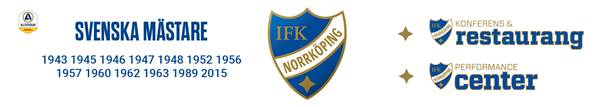 ALLSVENSKAN
SVENSKA MÄSTARE
1943 1945 1946 1947 1948 1952 1956
1957 1960 1962 1963 1989 2015
IFK
NORRKÖPING
KONFERENS &
restaurang
PERFORMANCE
center